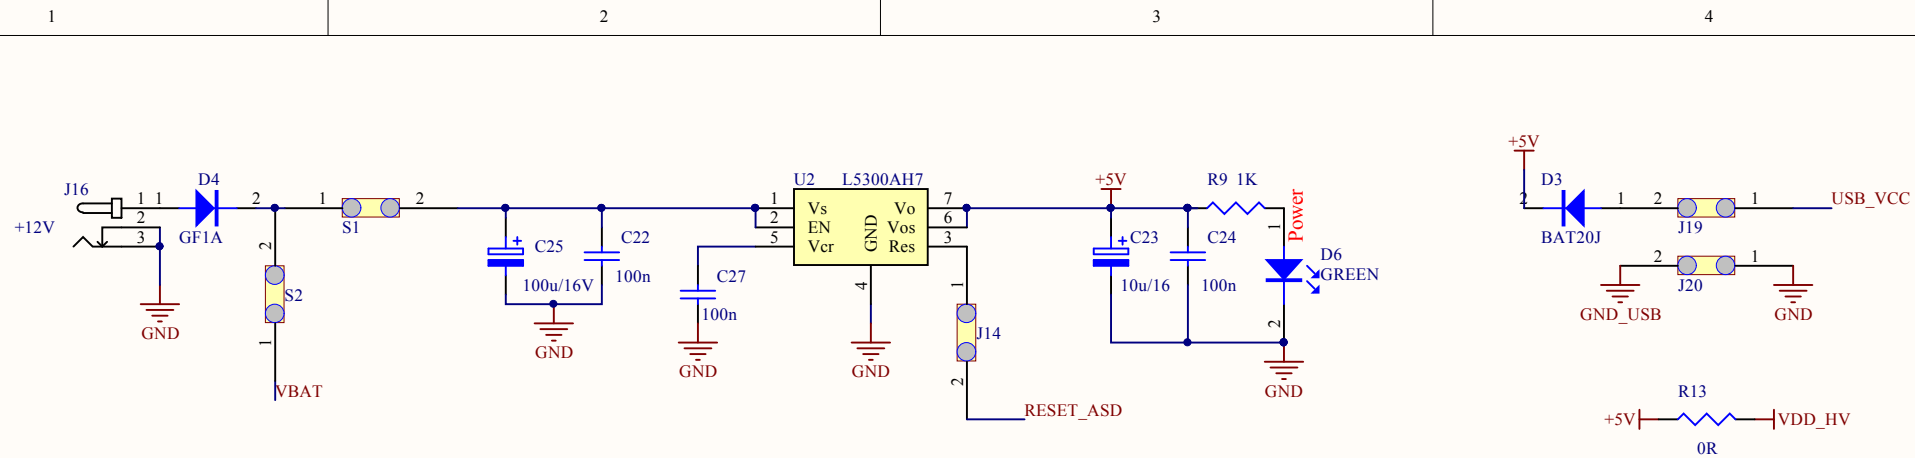 1 2 3 4
J16
+12V
1 1
2
3
D4
GF1A
2
GND
2
S2
1
VBAT
1
S1
2
C25
100u/16V
C22
100n
GND
C27
100n
GND
U2 L5300AH7
1 Vs
2 EN
5 Vcr
GND
4
Vo 7
Vos 6
Res 3
GND
1
J14
2
RESET_ASD
+5V
C23
10u/16
C24
100n
R9 1K
Power
1
D6
GREEN
2
GND
+5V
2
D3
BAT20J
1
2
J19
1
USB_VCC
2
J20
1
GND_USB
GND
R13
+5V
VDD_HV
0R